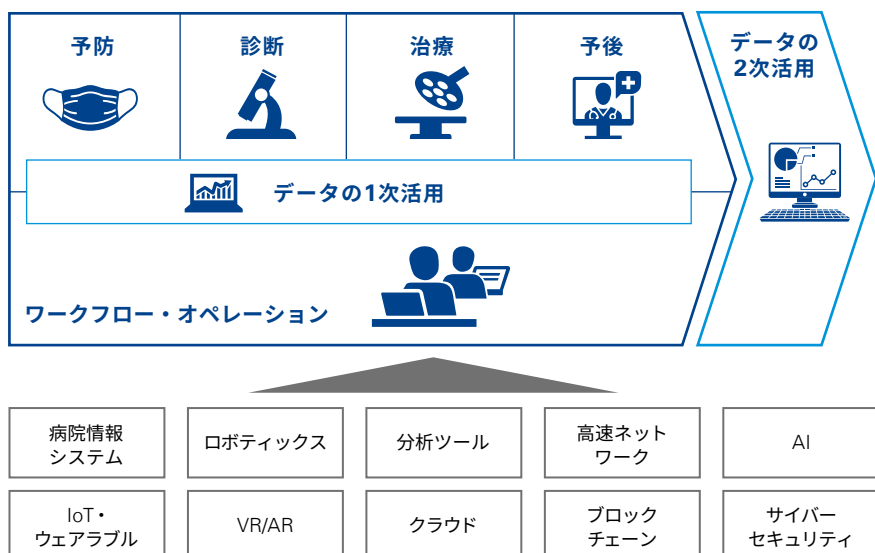 予防
診断
治療
予後
データの
2次活用
データの1次活用
ワークフロー・オペレーション
病院情報
システム
ロボティックス
分析ツール
高速ネット
ワーク
AI
IoT・
ウェアラブル
VR/AR
クラウド
ブロック
チェーン
サイバー
セキュリティ